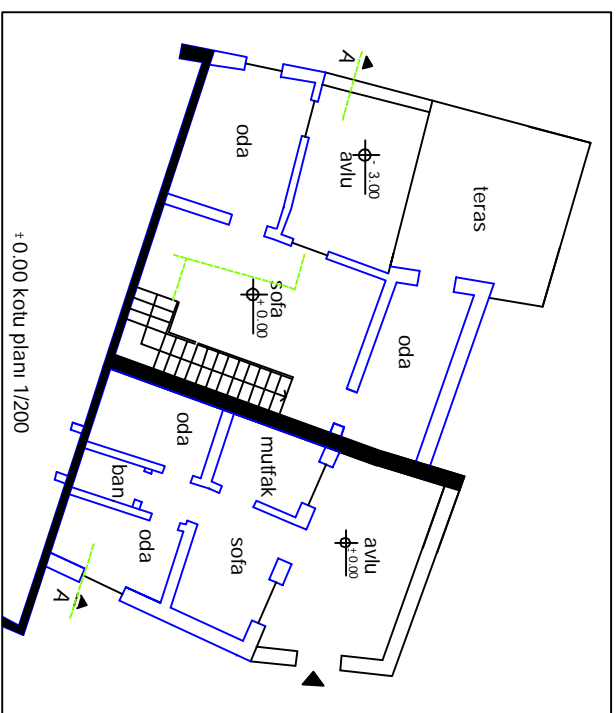 A
teras
avlu
- 3.00
oda
oda
sofa
+ 0.00
avlu
+ 0.00
mutfak
oda
sofa
ban
oda
A
±0.00 kotu planı 1/200